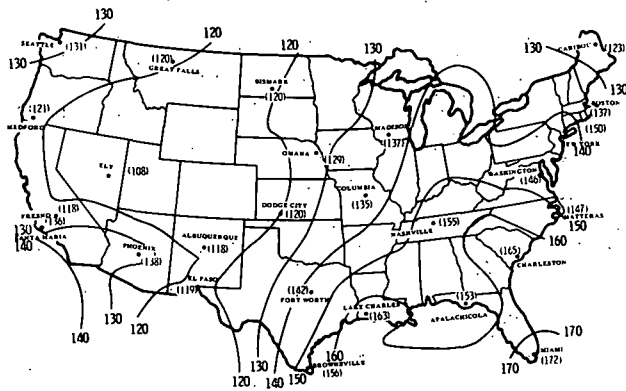 130
120
120
130
SEATTLE
(131)
130
(120)
GREAT FALLS
BISMARK
(120)
CARIBOU
(123)
130
130
BOSTON
(137)
(150)
NEW YORK
140
(121)
MEDFORD
ELY
(108)
OMAHA
(129)
MADISON
(137)
COLUMBIA
(135)
WASHINGTON
(146)
(147)
HATTERAS
150
160
(118)
FRESNO
(136)
130
SANTA MARIA
140
PHOENIX
(138)
ALBUQUERQUE
(118)
DODGE CITY
(120)
NASHVILLE
(155)
(165)
CHARLESTON
EL PASO
(119)
(142)
FORT WORTH
LAKE CHARLES
(163)
(153)
APALACHICOLA
140
130
120
120
130
140
150
160
BROWNSVILLE
(156)
170
170
MIAMI
(172)